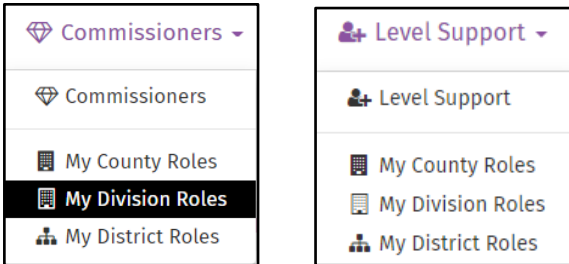 Commissioners
Commissioners
My County Roles
My Division Roles
My District Roles
Level Support
Level Support
My County Roles
My Division Roles
My District Roles